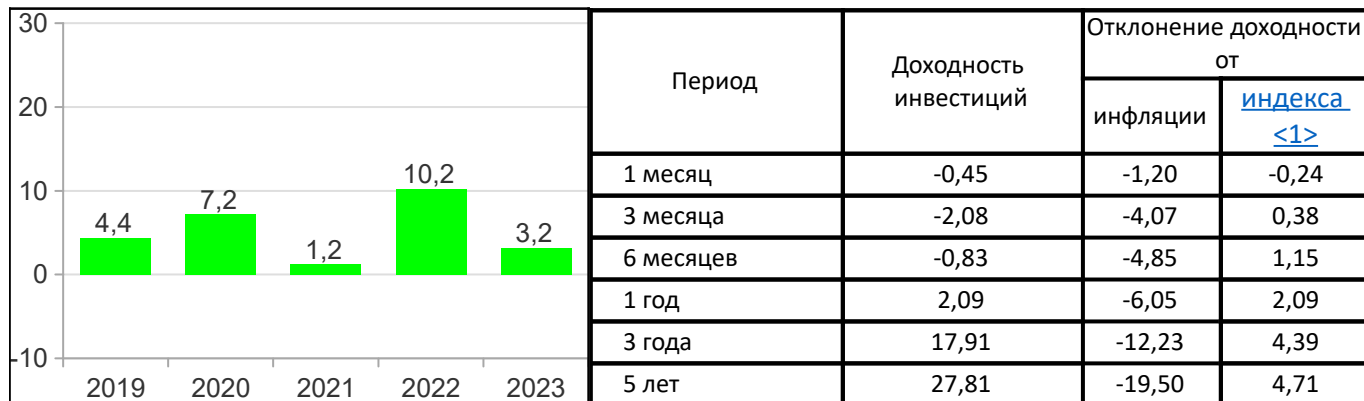 30
20
10
0
-10
4,4
7,2
1,2
10,2
3,2
2019 2020 2021 2022 2023
Период
Доходность
инвестиций
Отклонение доходности
от
инфляции
индекса
<1>
1 месяц -0,45 -1,20 -0,24
3 месяца -2,08 -4,07 0,38
6 месяцев -0,83 -4,85 1,15
1 год 2,09 -6,05 2,09
3 года 17,91 -12,23 4,39
5 лет 27,81 -19,50 4,71